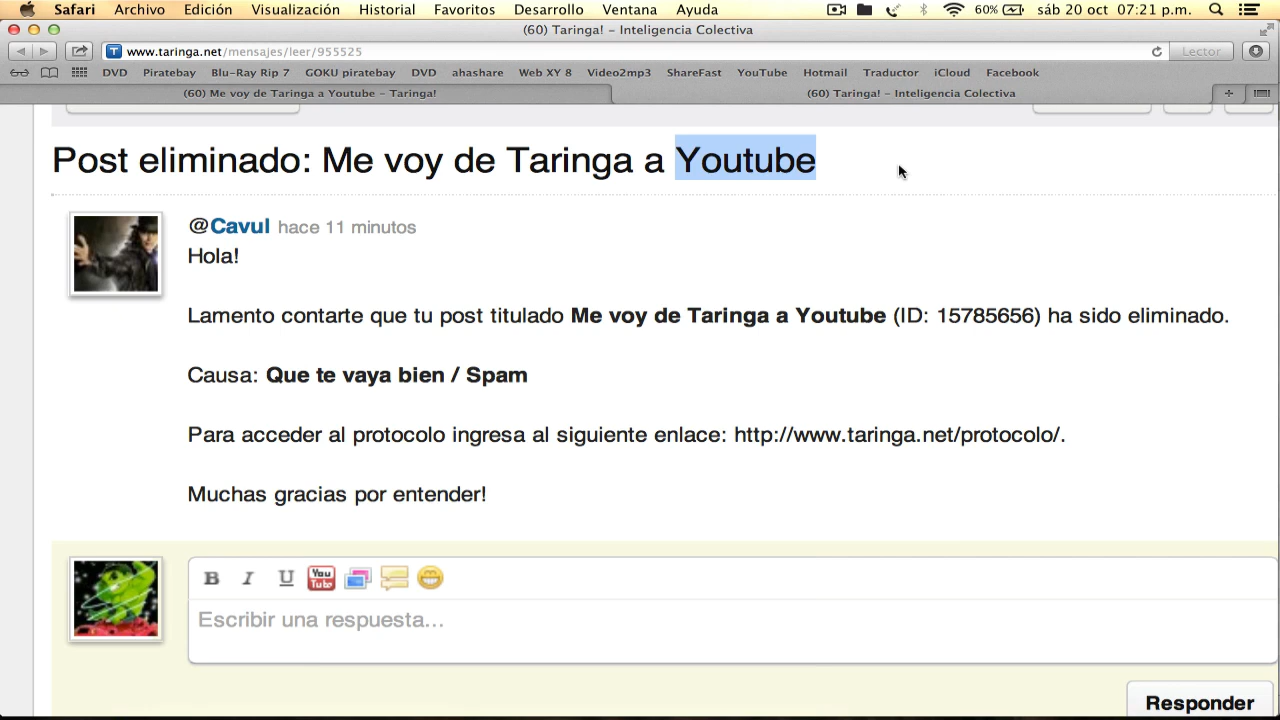 Safari Archivo Edición Visualización Historial Favoritos Desarrollo Ventana Ayuda 60% sáb 20 oct 07:21 p.m.
(60) Taringa! – Inteligencia Colectiva
T www.taringa.net/mensajes/leer/955525 Lector
DVD Piratebay Blu-Ray Rip 7 GOKU piratebay DVD ahashare Web XY 8 Video2mp3 ShareFast YouTube Hotmail Traductor iCloud Facebook
(60) Me voy de Taringa a Youtube – Taringa! (60) Taringa! – Inteligencia Colectiva
Post eliminado: Me voy de Taringa a Youtube
@Cavul hace 11 minutos
Hola!
Lamento contarte que tu post titulado Me voy de Taringa a Youtube (ID: 15785656) ha sido eliminado.
Causa: Que te vaya bien / Spam
Para acceder al protocolo ingresa al siguiente enlace: http://www.taringa.net/protocolo/.
Muchas gracias por entender!
B I U You Tube
Escribir una respuesta...
Responder